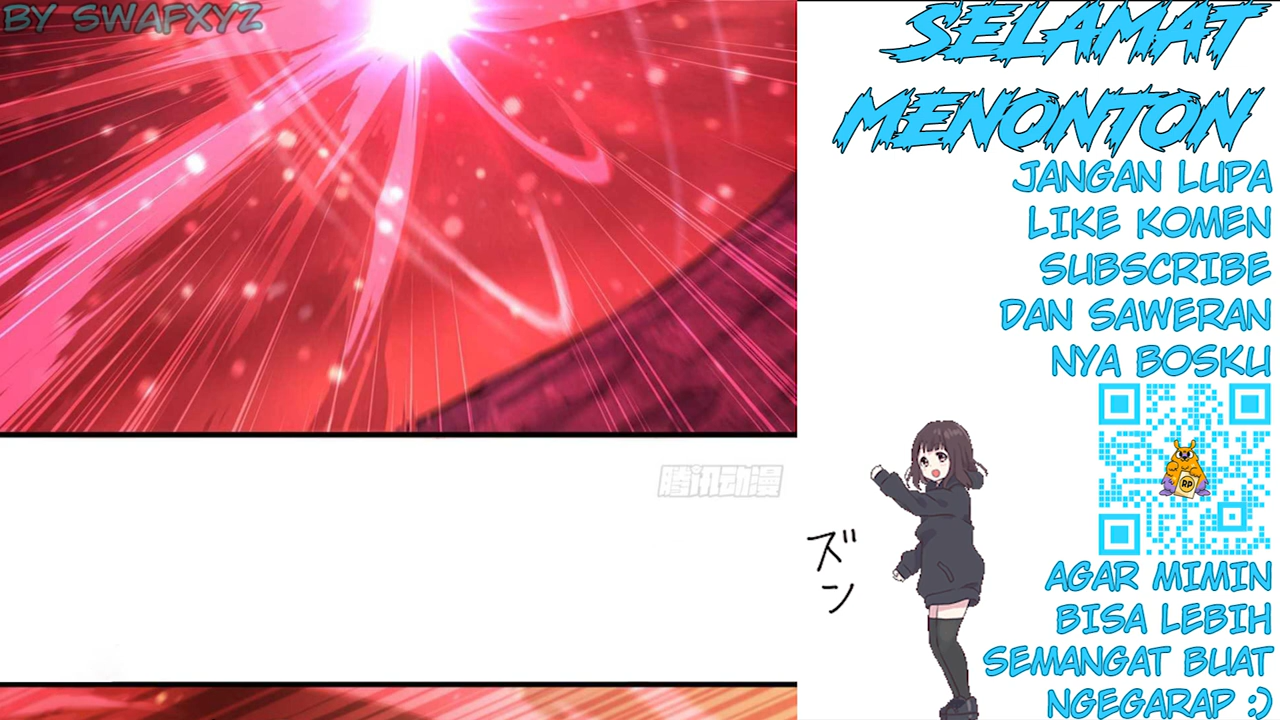 BY SWAFXYZ
SELAMAT
MENONTON
JANGAN LUPA
LIKE KOMEN
SUBSCRIBE
DAN SAWERAN
NYA BOSKU
RP
腾讯动漫
ズン
AGAR MIMIN
BISA LEBIH
SEMANGAT BUAT
NGEGARAP :)